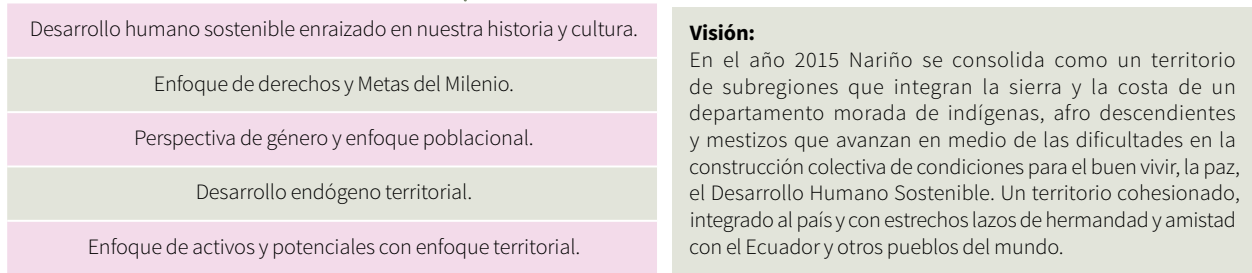 Desarrollo humano sostenible enraizado en nuestra historia y cultura.
Enfoque de derechos y Metas del Milenio.
Perspectiva de género y enfoque poblacional.
Desarrollo endógeno territorial.
Enfoque de activos y potenciales con enfoque territorial.
Visión:
En el año 2015 Nariño se consolida como un territorio
de subregiones que integran la sierra y la costa de un
departamento morada de indígenas, afro descendientes
y mestizos que avanzan en medio de las dificultades en la
construcción colectiva de condiciones para el buen vivir, la paz,
el Desarrollo Humano Sostenible. Un territorio cohesionado,
integrado al país y con estrechos lazos de hermandad y amistad
con el Ecuador y otros pueblos del mundo.